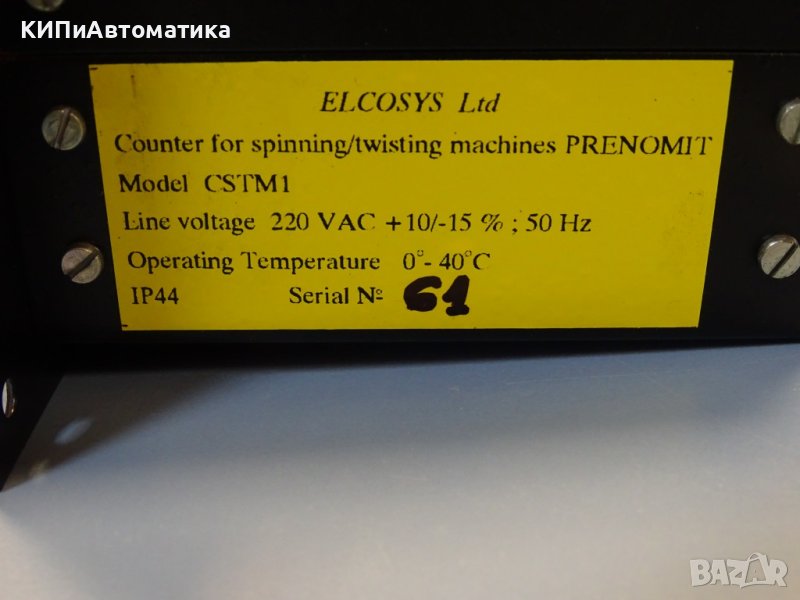 КИПиАвтоматика
ELCOSYS Ltd
Counter for spinning/twisting machines PRENOMIT
Model CSTM1
Line voltage 220 VAC +10/-15 % ; 50 Hz
Operating Temperature 0°- 40°C
IP44 Serial № 61
BAZAR